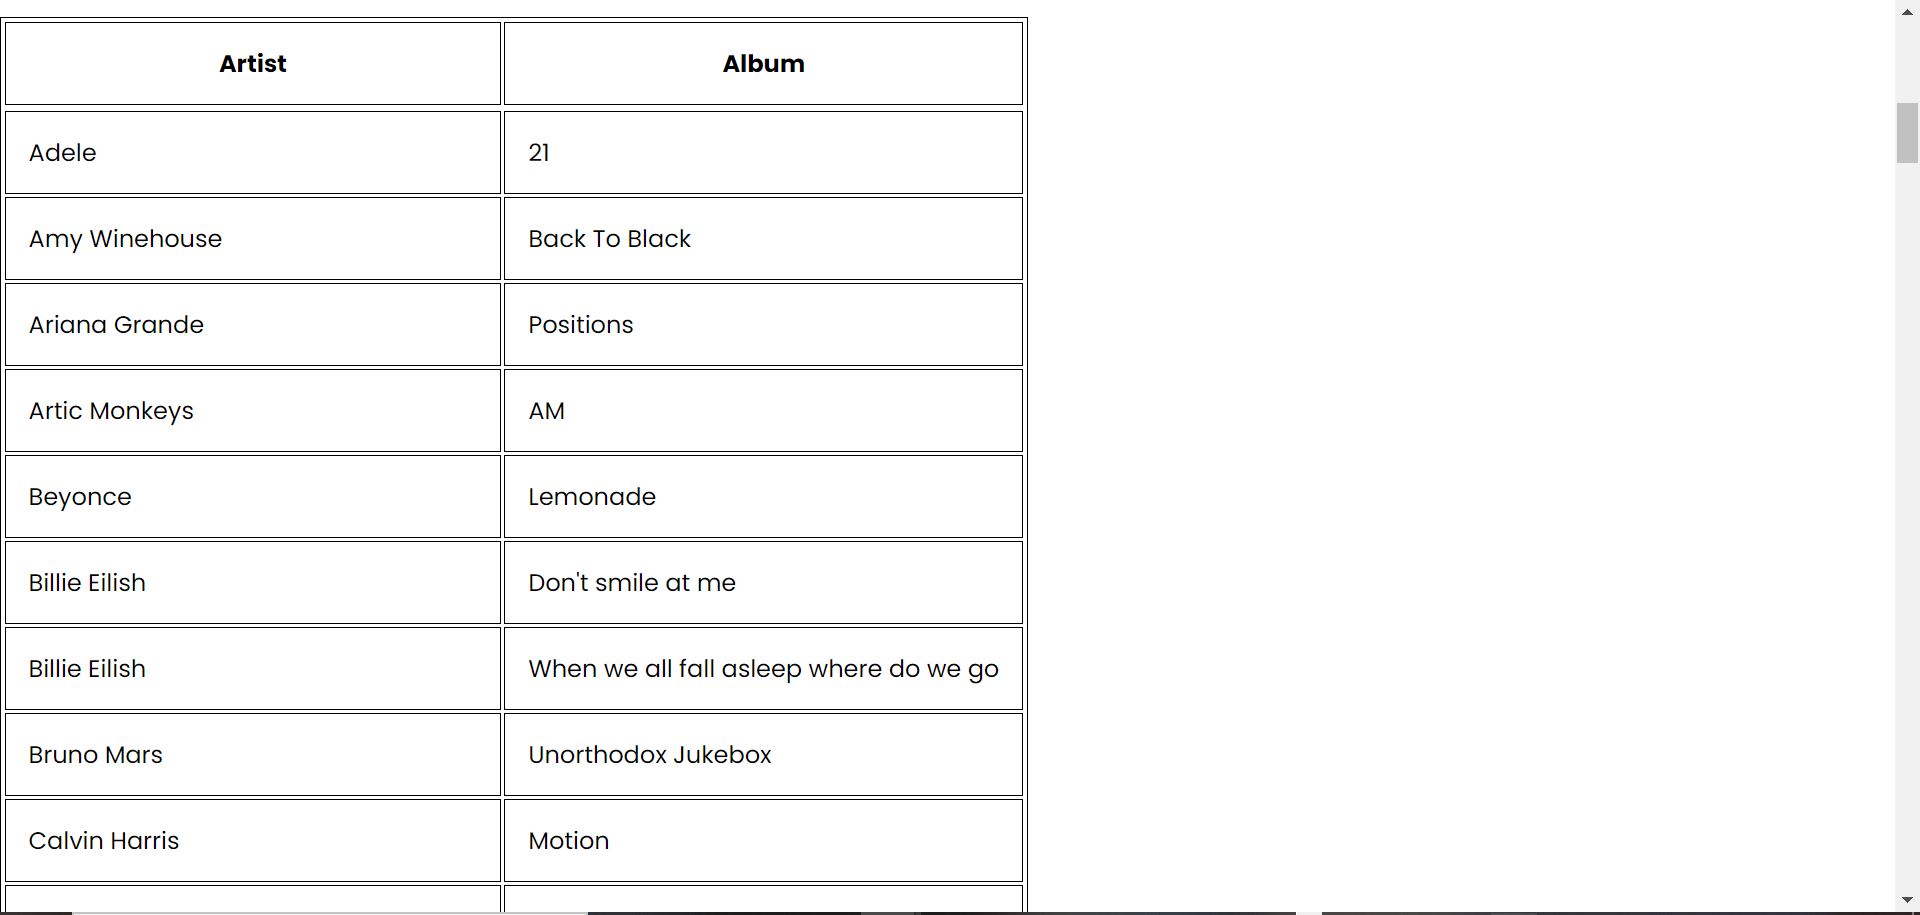 Artist Album
Adele 21
Amy Winehouse Back To Black
Ariana Grande Positions
Artic Monkeys AM
Beyonce Lemonade
Billie Eilish Don't smile at me
Billie Eilish When we all fall asleep where do we go
Bruno Mars Unorthodox Jukebox
Calvin Harris Motion